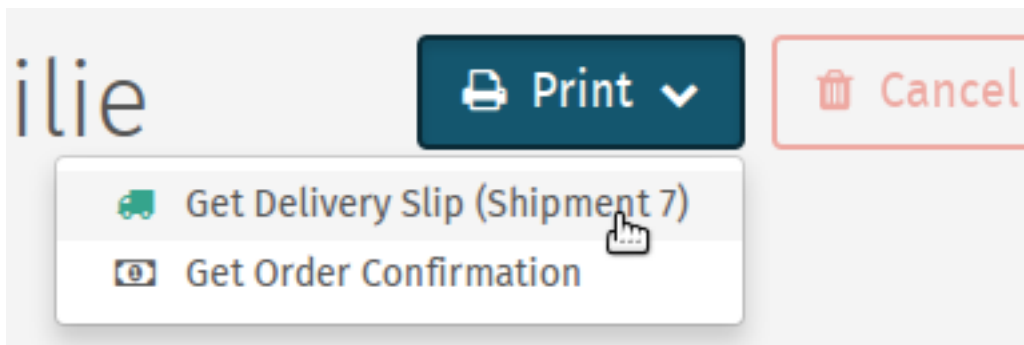 ilie
Print
Cancel
Get Delivery Slip (Shipment 7)
Get Order Confirmation